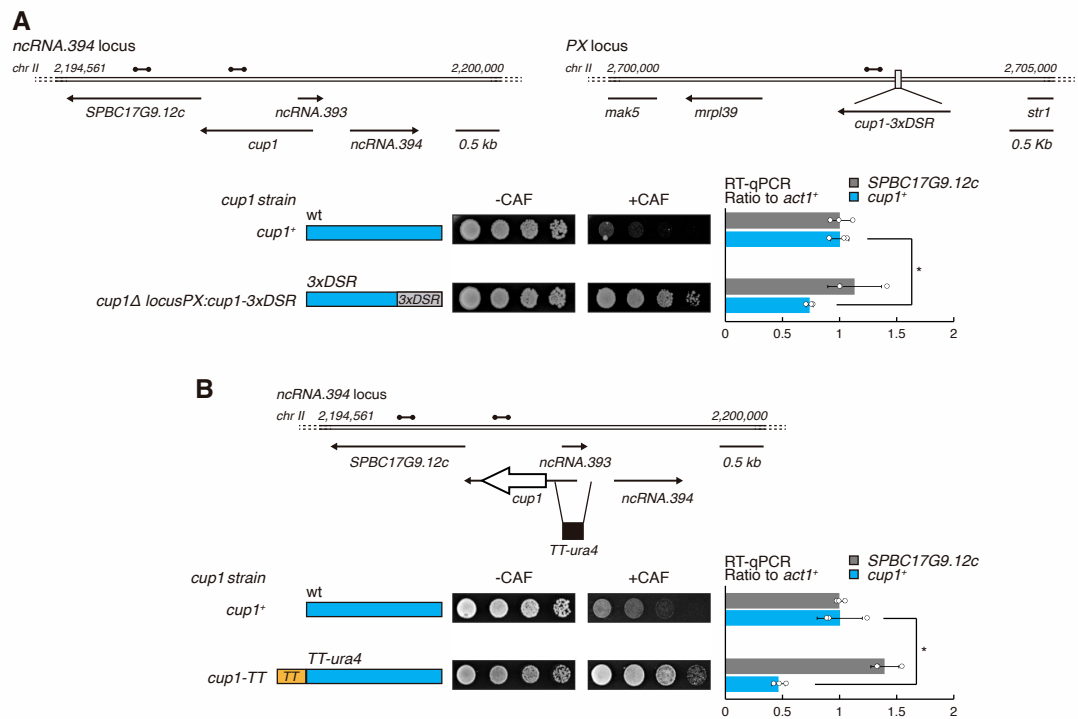 A
ncRNA.394 locus
chr II 2,194,561 2,200,000
SPBC17G9.12c ncRNA.393
cup1 ncRNA.394 0.5 kb
PX locus
chr II 2,700,000 2,705,000
mak5 mrpl39 cup1-3xDSR str1
0.5 Kb
cup1 strain -CAF +CAF
RT-qPCR
Ratio to act1+
SPBC17G9.12c
cup1+
wt
cup1+
3xDSR
cup1Δ locusPX:cup1-3xDSR 3xDSR
*
0 0.5 1 1.5 2
B
ncRNA.394 locus
chr II 2,194,561 2,200,000
SPBC17G9.12c ncRNA.393 0.5 kb
cup1 ncRNA.394
TT-ura4
cup1 strain -CAF +CAF
RT-qPCR
Ratio to act1+
SPBC17G9.12c
cup1+
wt
cup1+
TT-ura4
cup1-TT TT
*
0 0.5 1 1.5 2